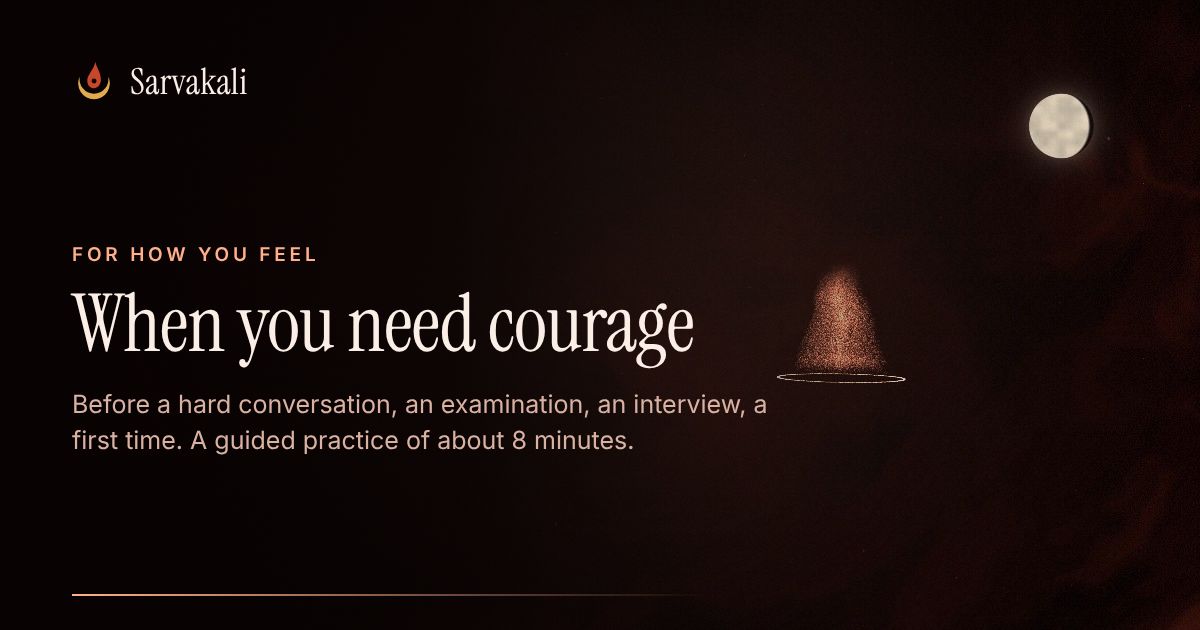 Sarvakali
FOR HOW YOU FEEL
When you need courage
Before a hard conversation, an examination, an interview, a
first time. A guided practice of about 8 minutes.